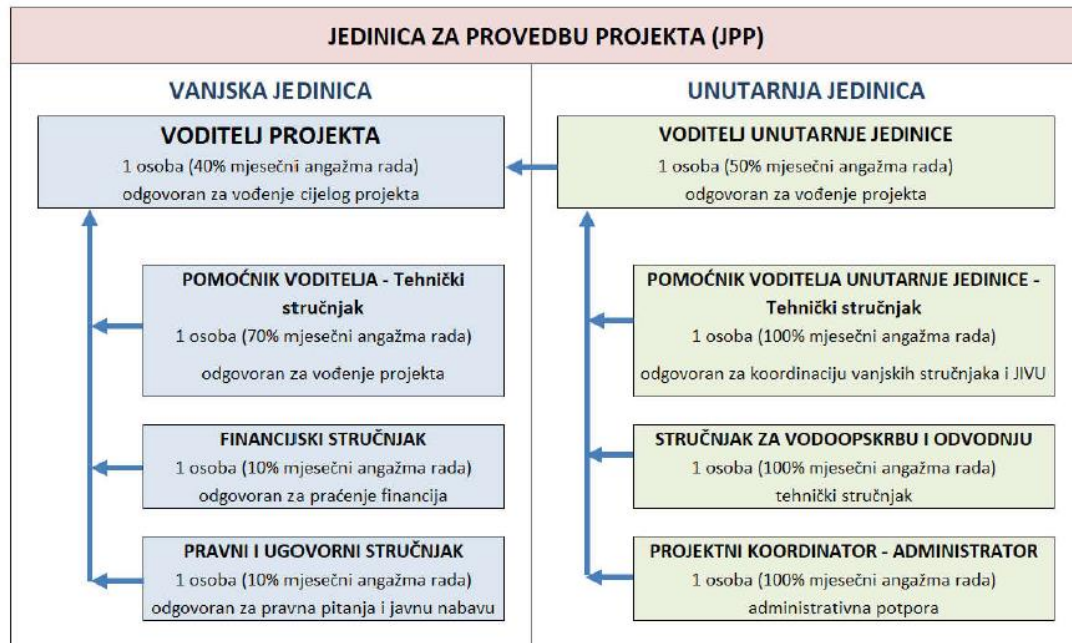 JEDINICA ZA PROVEDBU PROJEKTA (JPP)
VANJSKA JEDINICA
VODITELJ PROJEKTA
1 osoba (40% mjesečni angažma rada)
odgovoran za vođenje cijelog projekta
POMOĆNIK VODITELJA - Tehnički
stručnjak
1 osoba (70% mjesečni angažma rada)
odgovoran za vođenje projekta
FINANCIJSKI STRUČNJAK
1 osoba (10% mjesečni angažma rada)
odgovoran za praćenje financija
PRAVNI I UGOVORNI STRUČNJAK
1 osoba (10% mjesečni angažma rada)
odgovoran za pravna pitanja i javnu nabavu
UNUTARNJA JEDINICA
VODITELJ UNUTARNJE JEDINICE
1 osoba (50% mjesečni angažma rada)
odgovoran za vođenje projekta
POMOĆNIK VODITELJA UNUTARNJE JEDINICE -
Tehnički stručnjak
1 osoba (100% mjesečni angažma rada)
odgovoran za koordinaciju vanjskih stručnjaka i JIVU
STRUČNJAK ZA VODOOPSKRBU I ODVODNJU
1 osoba (100% mjesečni angažma rada)
tehnički stručnjak
PROJEKTNI KOORDINATOR - ADMINISTRATOR
1 osoba (100% mjesečni angažma rada)
administrativna potpora